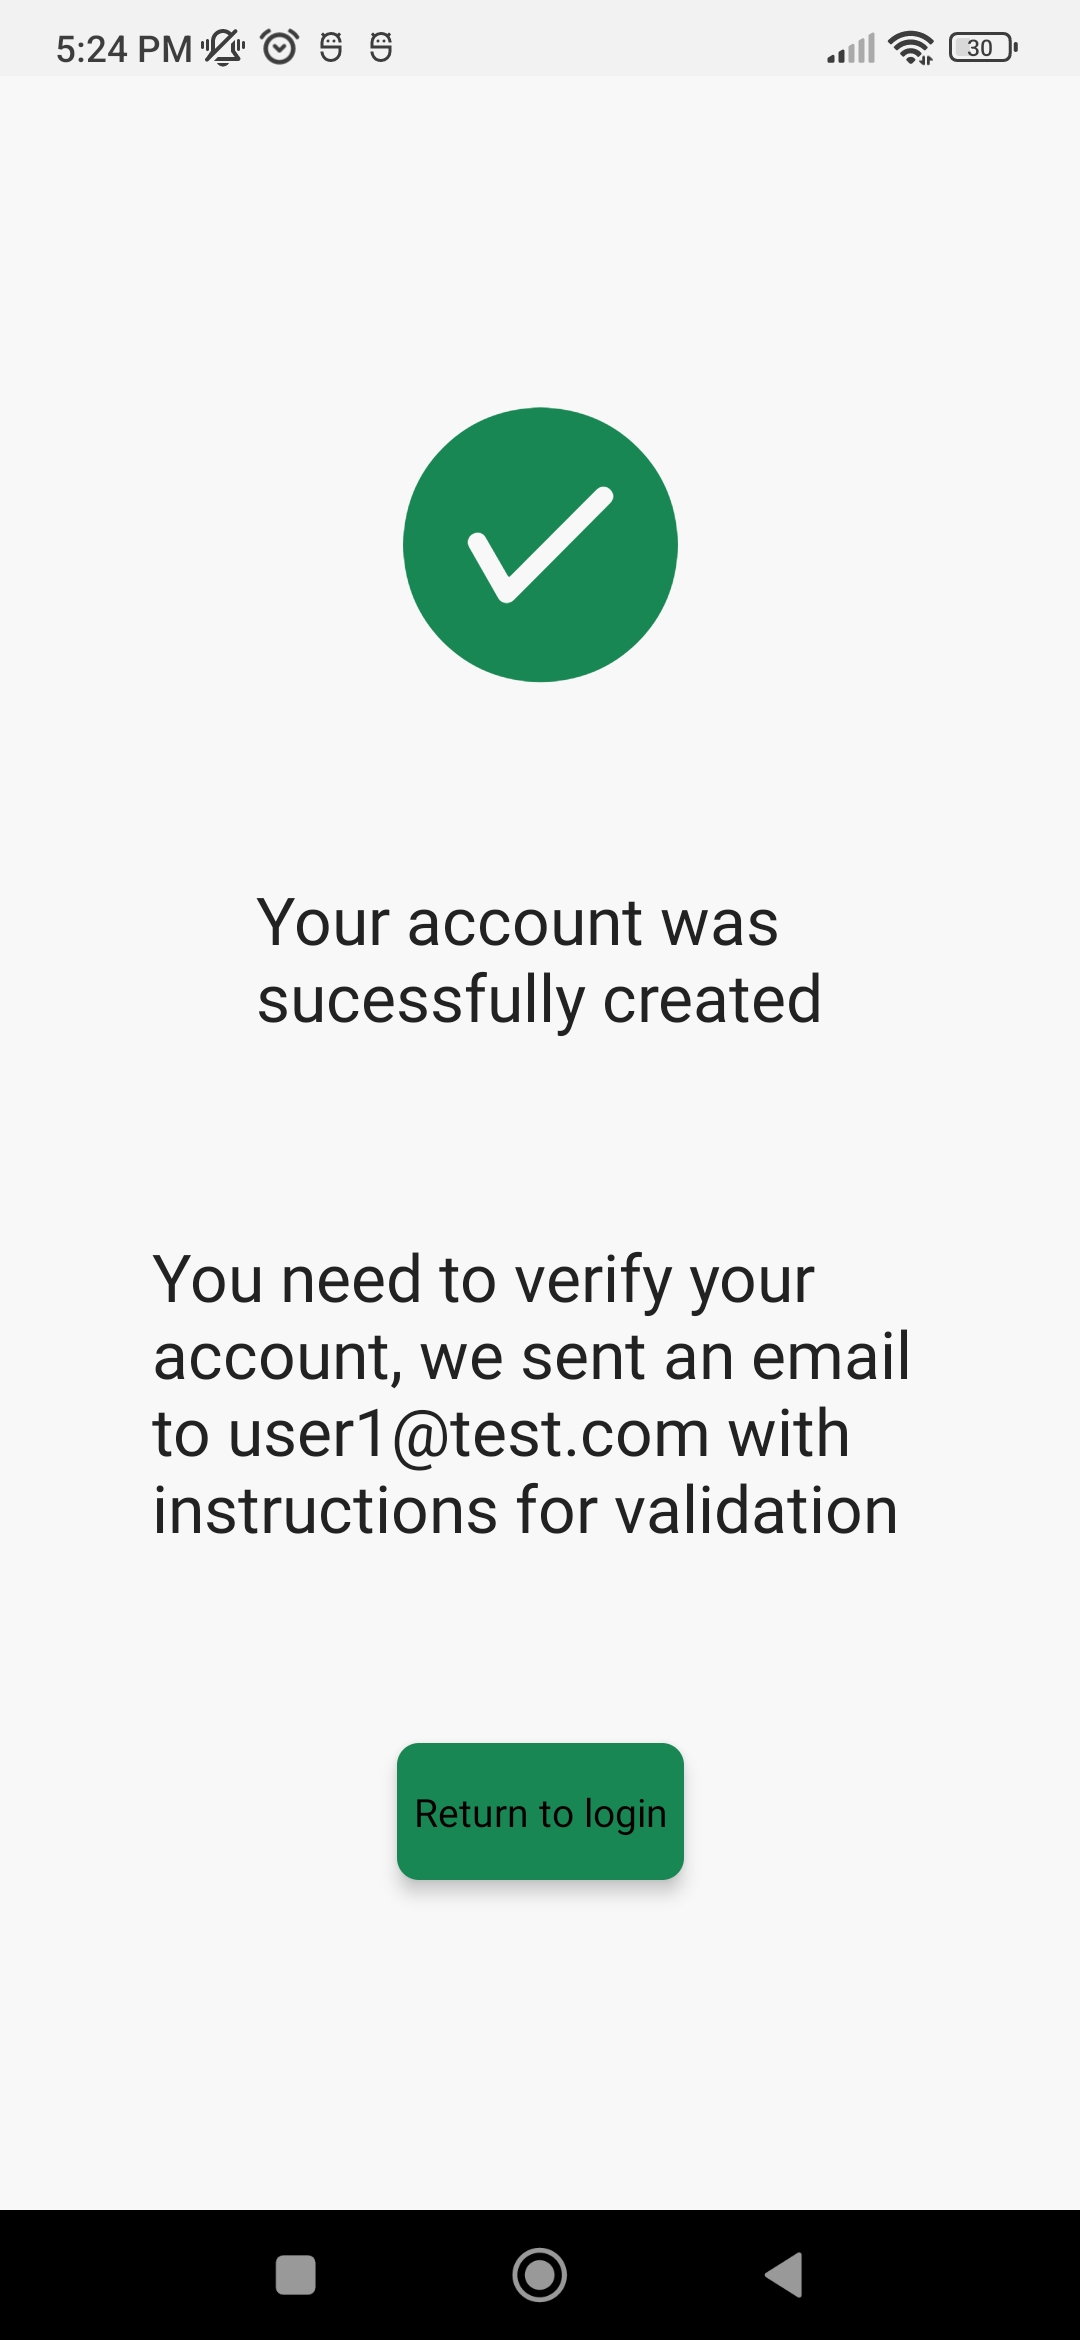 5:24 PM
30
Your account was
sucessfully created
You need to verify your
account, we sent an email
to user1@test.com with
instructions for validation
Return to login